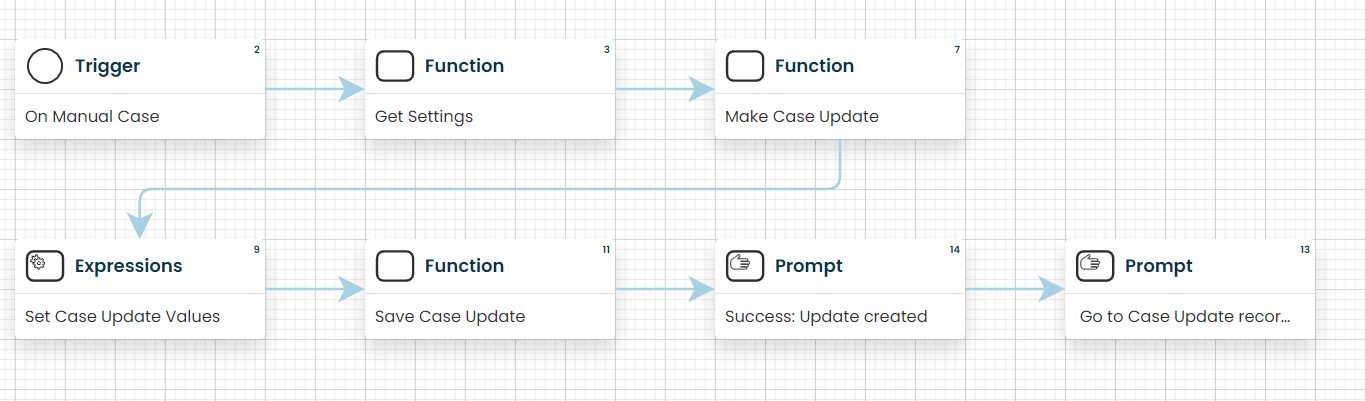 2
Trigger
On Manual Case
3
Function
Get Settings
7
Function
Make Case Update
9
Expressions
Set Case Update Values
11
Function
Save Case Update
14
Prompt
Success: Update created
13
Prompt
Go to Case Update recor...